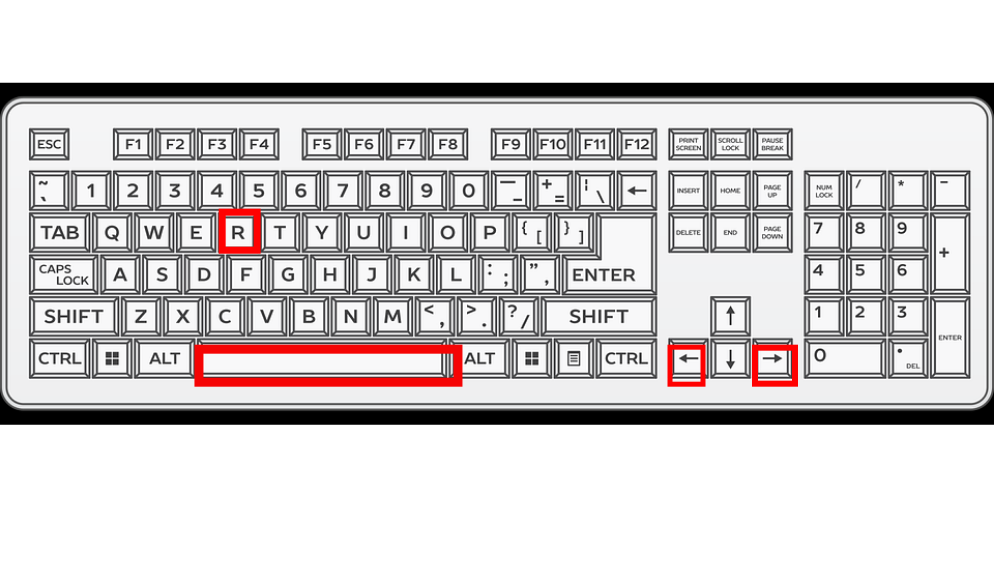 ESC F1 F2 F3 F4 F5 F6 F7 F8 F9 F10 F11 F12 PRINT SCREEN SCROLL LOCK PAUSE BREAK
~ ` 1 2 3 4 5 6 7 8 9 0 — - + = ¦ \ ← INSERT HOME PAGE UP NUM LOCK / * -
TAB Q W E R T Y U I O P { [ } ] DELETE END PAGE DOWN 7 8 9 +
CAPS LOCK A S D F G H J K L : ; " , ENTER 4 5 6
SHIFT Z X C V B N M < , > . ? / SHIFT ↑ 1 2 3 ENTER
CTRL ALT ALT CTRL ← ↓ → 0 • DEL